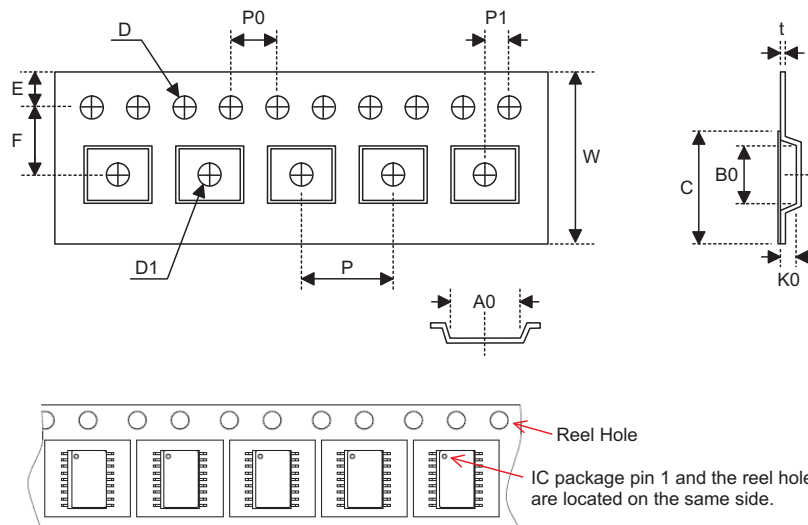 D
P0
P1
t
E
F
W
C
B0
D1
P
K0
A0
Reel Hole
IC package pin 1 and the reel hole
are located on the same side.